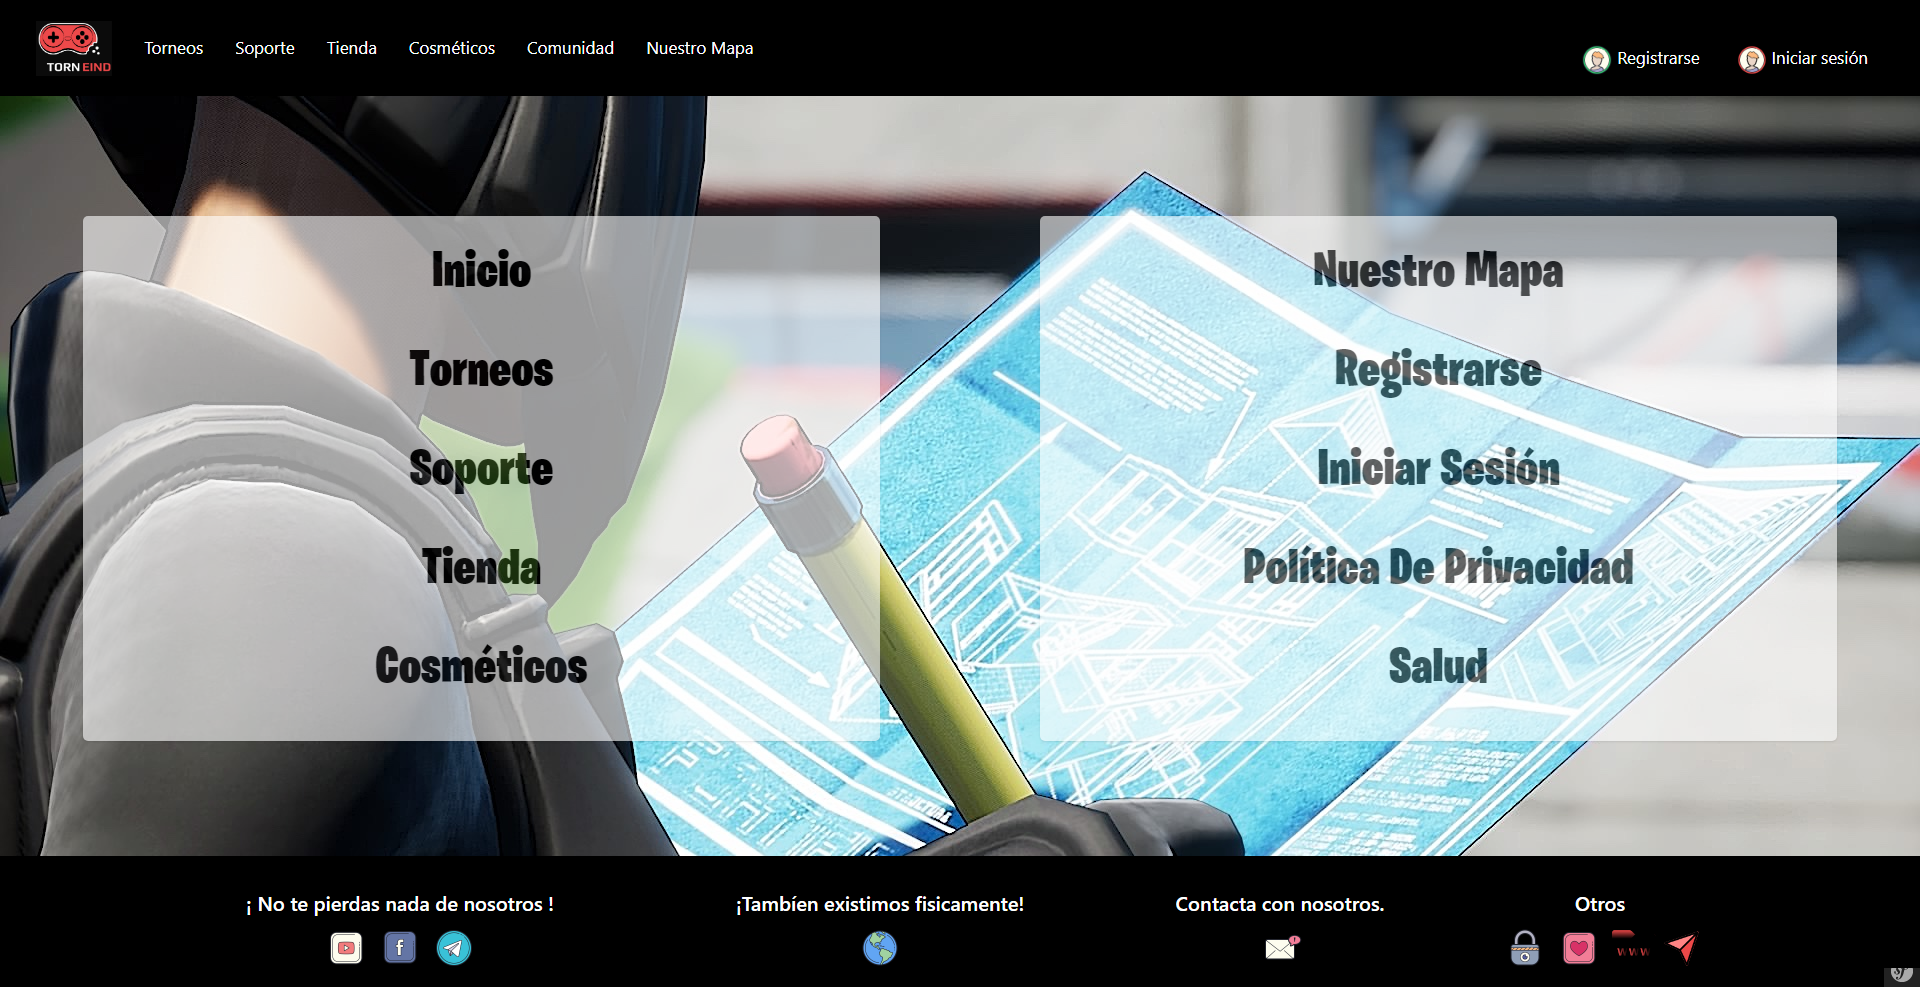 TORNEIND
Torneos
Soporte
Tienda
Cosméticos
Comunidad
Nuestro Mapa
Registrarse
Iniciar sesión
Inicio
Torneos
Soporte
Tienda
Cosméticos
Nuestro Mapa
Registrarse
Iniciar Sesión
Política De Privacidad
Salud
¡ No te pierdas nada de nosotros !
¡Tambíen existimos fisicamente!
Contacta con nosotros.
Otros
f
www
sf